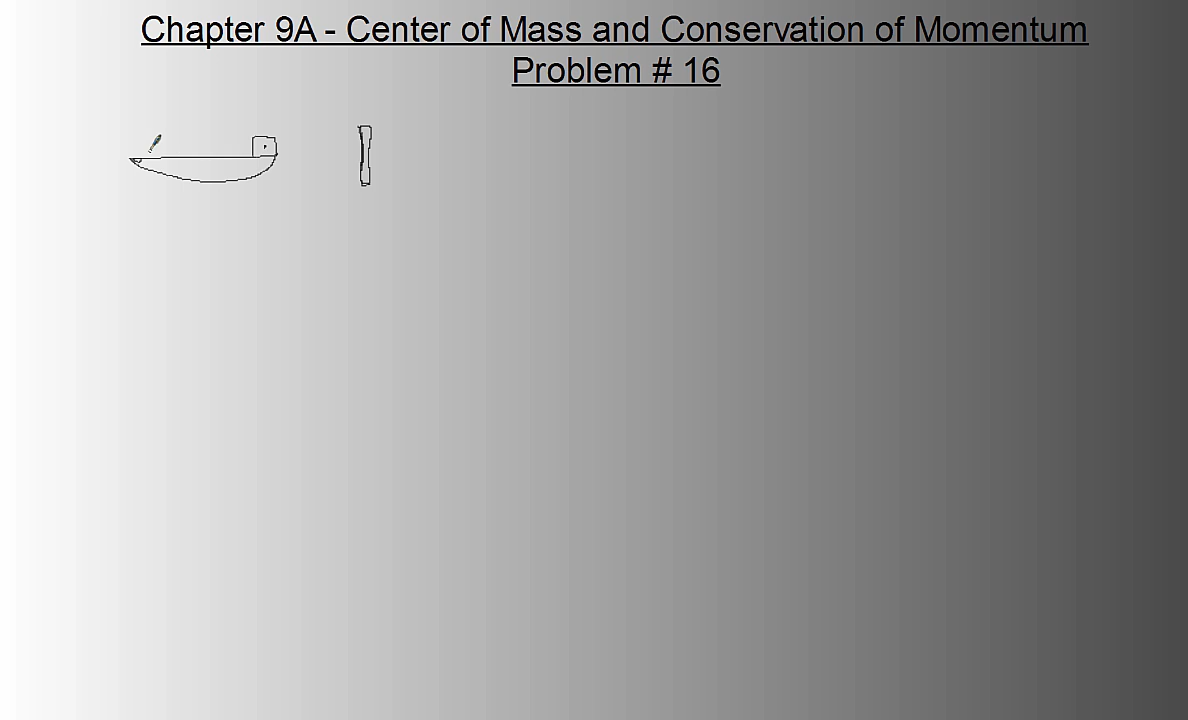 Chapter 9A - Center of Mass and Conservation of Momentum
Problem # 16